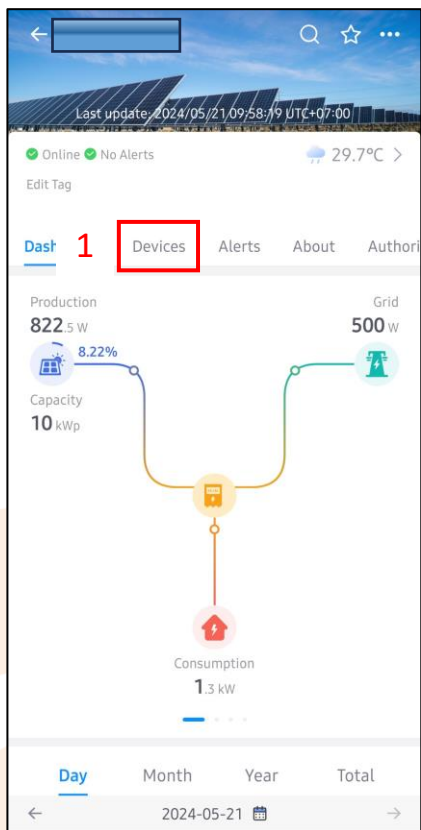 Last update: 2024/05/21 09:58:19 UTC+07:00
Online No Alerts 29.7℃
Edit Tag
Dash 1 Devices Alerts About Authori
Production Grid
822.5 W 500 W
8.22%
Capacity
10 kWp
Consumption
1.3 kW
Day Month Year Total
2024-05-21